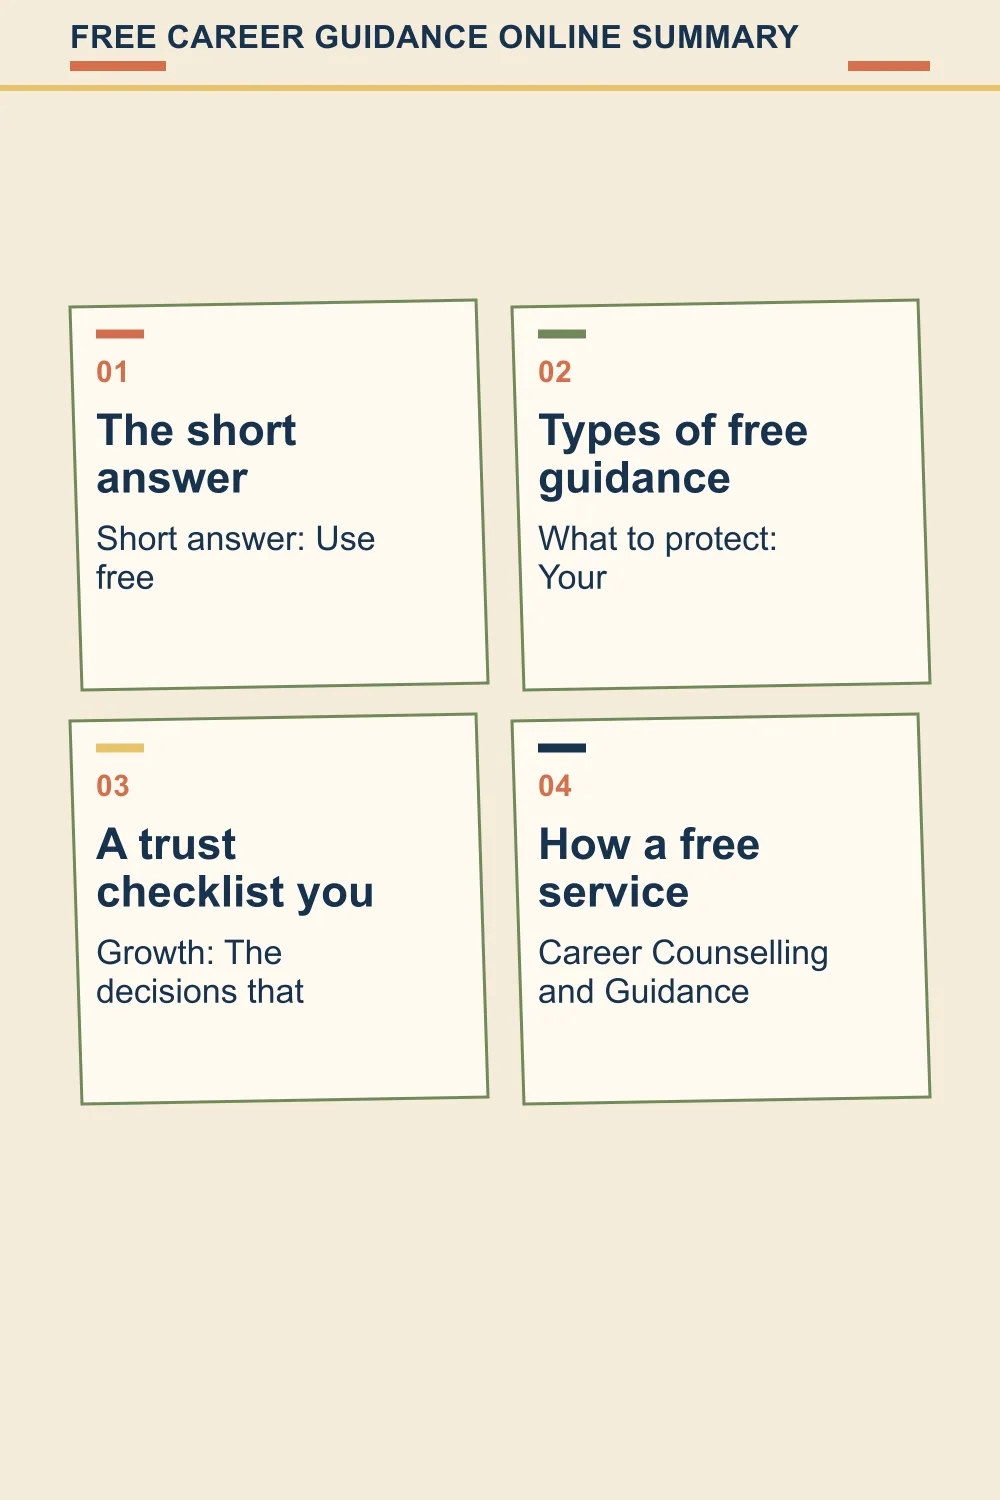 FREE CAREER GUIDANCE ONLINE SUMMARY
01
The short
answer
Short answer: Use
free
02
Types of free
guidance
What to protect:
Your
03
A trust
checklist you
Growth: The
decisions that
04
How a free
service
Career Counselling
and Guidance